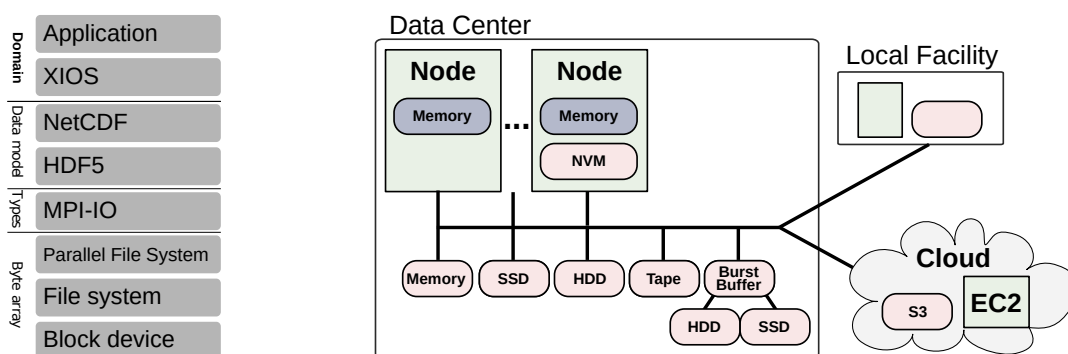 Domain
Application
XIOS
Data model
NetCDF
HDF5
Types
MPI-IO
Byte array
Parallel File System
File system
Block device
Data Center
Node
Memory
...
Node
Memory
NVM
Memory
SSD
HDD
Tape
Burst
Buffer
HDD
SSD
Local Facility
Cloud
S3
EC2